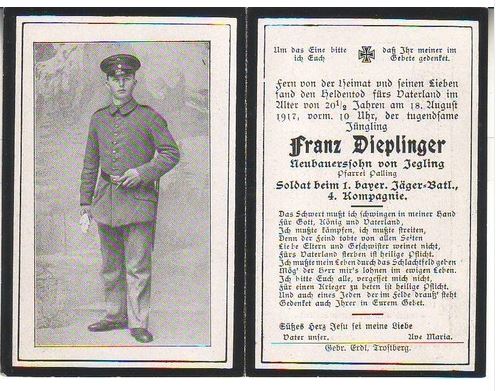 Um das Eine bitte ich Euch
daß Ihr meiner im Gebete gedenket.
Fern von der Heimat und seinen Lieben
fand den Heldentod fürs Vaterland im
Alter von 20 1/2 Jahren am 18. August
1917, vorm. 10 Uhr, der tugendsame
Jüngling
Franz Dieplinger
Neubauerssohn von Jegling
Pfarrei Palling
Soldat beim 1. bayer. Jäger-Batl.,
4. Kompagnie.
Das Schwert mußt ich schwingen in meiner Hand
Für Gott, König und Vaterland,
Ich mußte kämpfen, ich mußte streiten,
Denn der Feind tobte von allen Seiten
Liebe Eltern und Geschwister weinet nicht,
Fürs Vaterland sterben ist heilige Pflicht.
Ich mußte mein Leben durch das Schlachtfeld geben
Mög' der Herr mir's lohnen im ewigen Leben.
Ich bitte Euch alle, vergesset mich nicht,
Für einen Krieger zu beten ist heilige Pflicht.
Und auch eines Jeden der im Felde drauß' steht
Gedenket auch Ihrer in Eurem Gebet.
Süßes Herz Jesu sei meine Liebe
Vater unser. Ave Maria.
Gebr. Erdl, Trostberg.